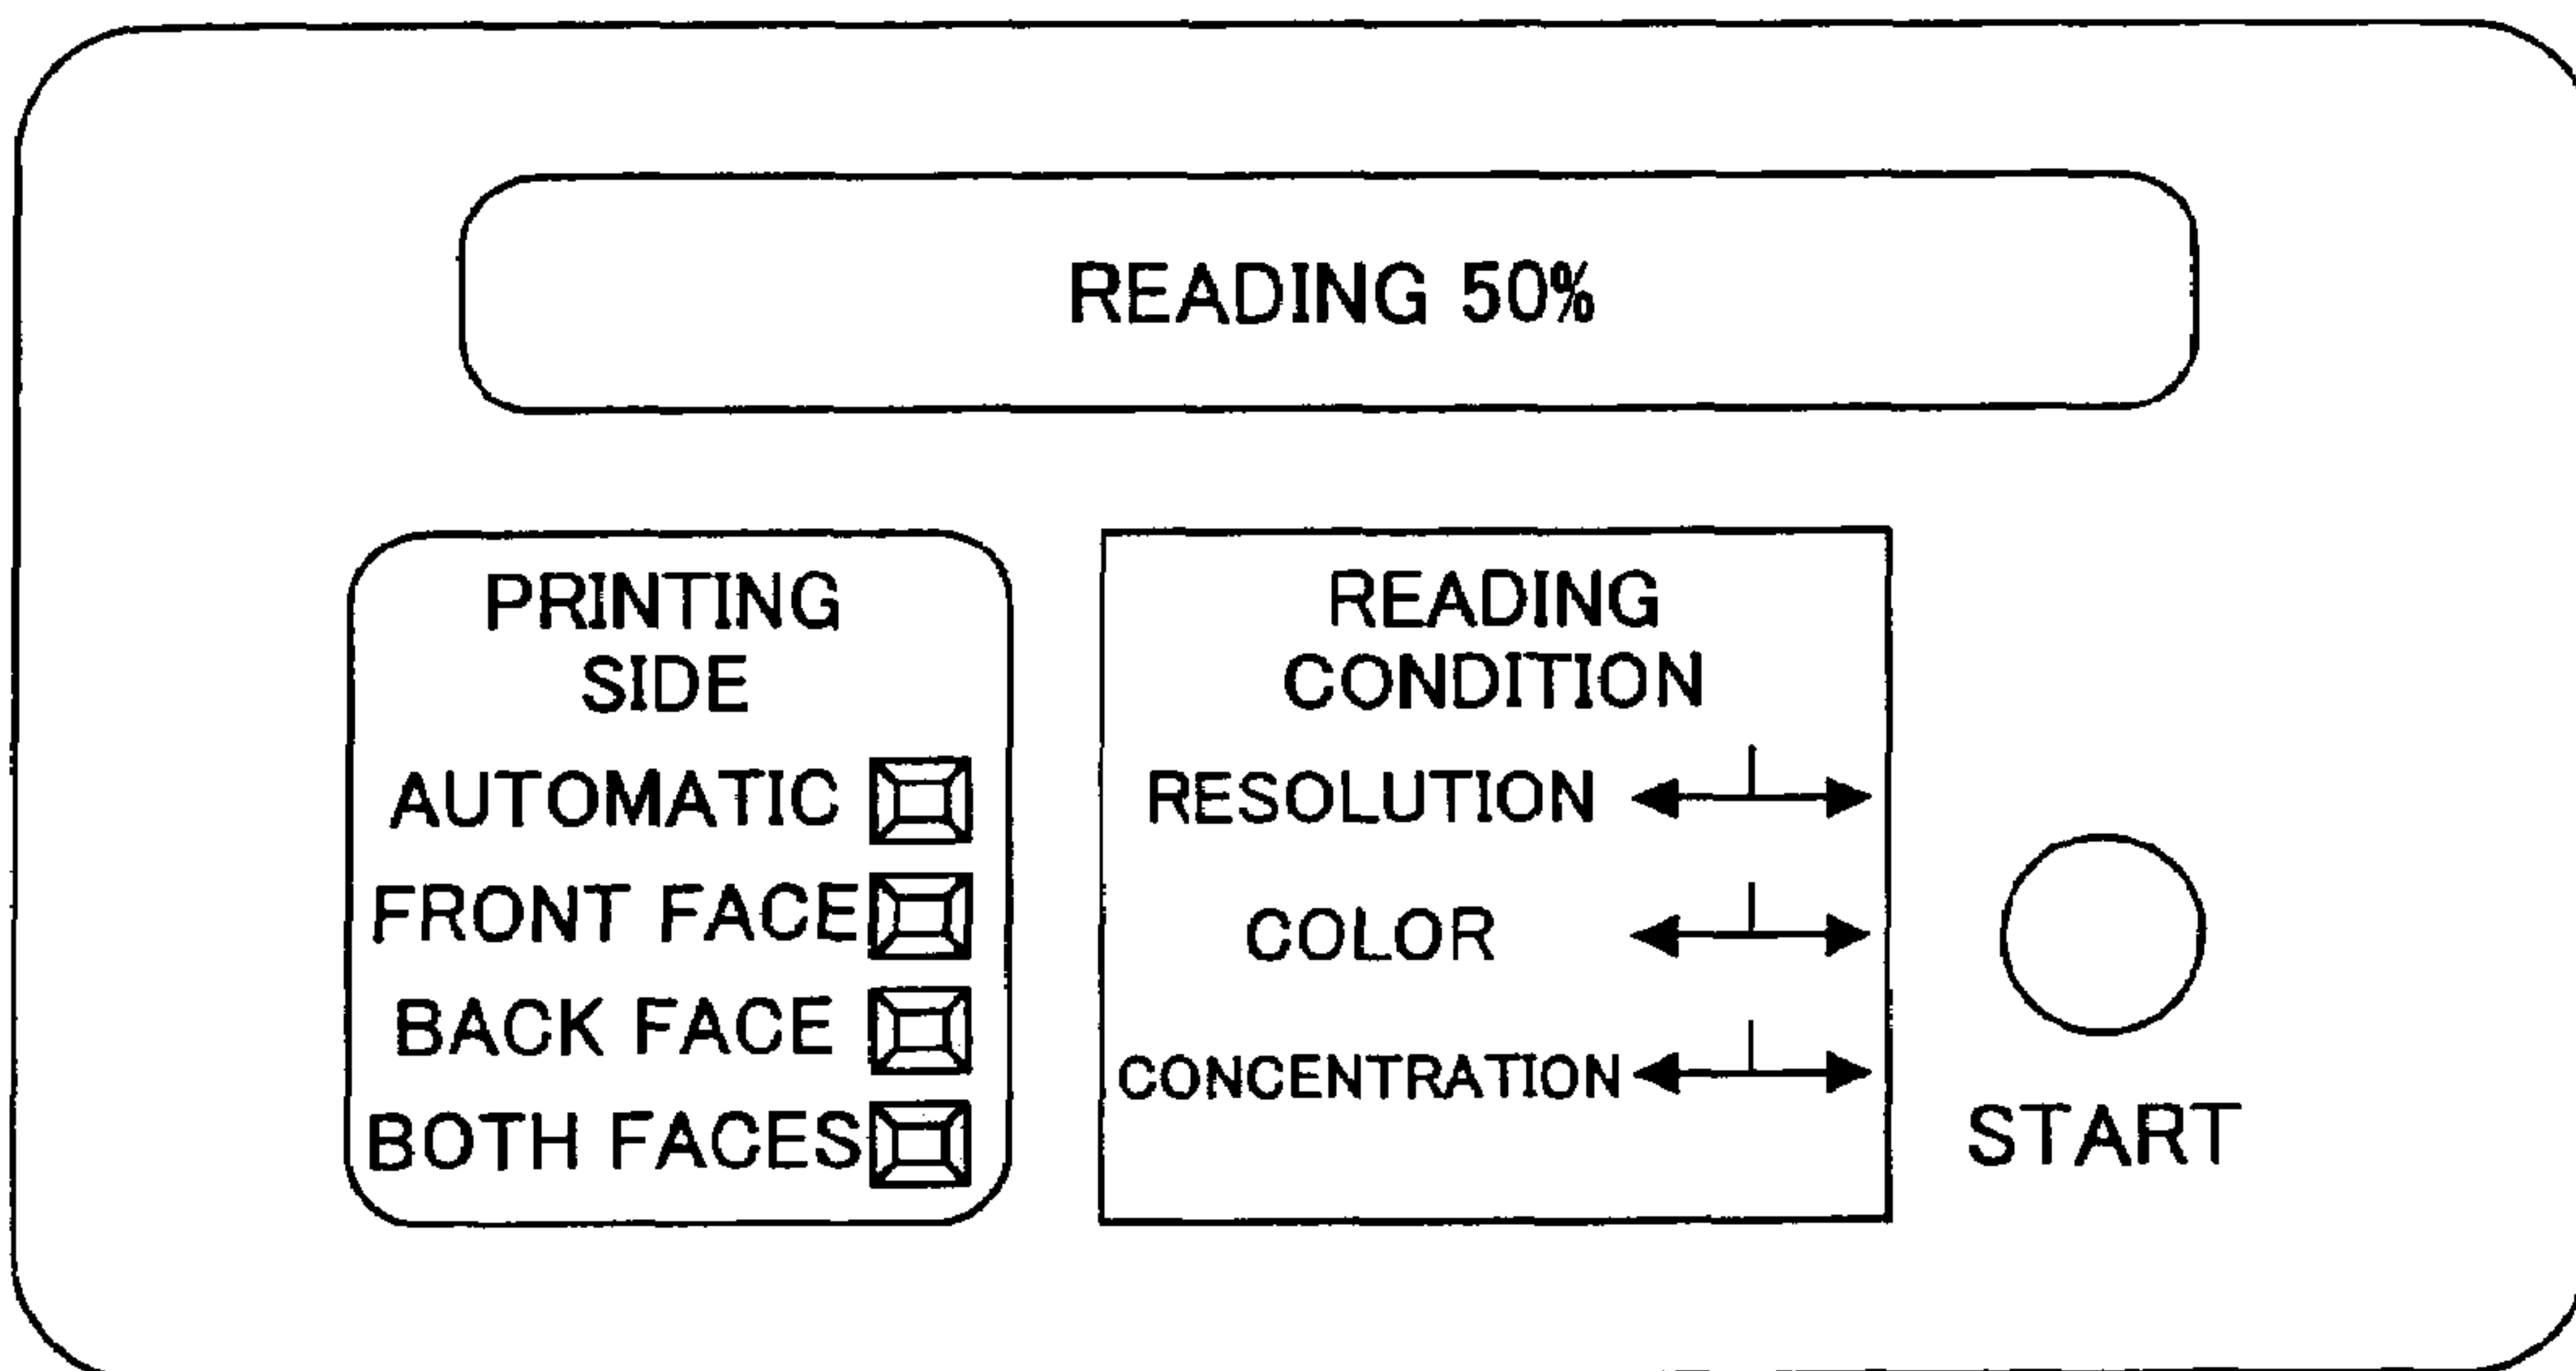 READING 50%
PRINTING
SIDE
AUTOMATIC
FRONT FACE
BACK FACE
BOTH FACES
READING
CONDITION
RESOLUTION
COLOR
CONCENTRATION
START